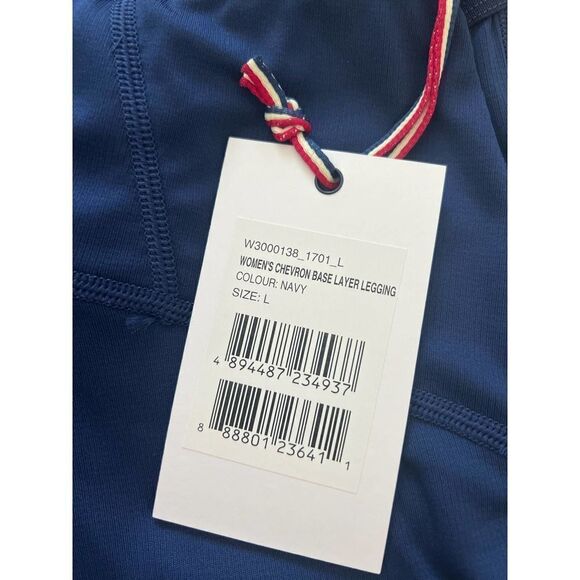 W3000138_1701_L
WOMEN'S CHEVRON BASE LAYER LEGGING
COLOUR: NAVY
SIZE: L
4 894487 234937
8 88801 23641 1